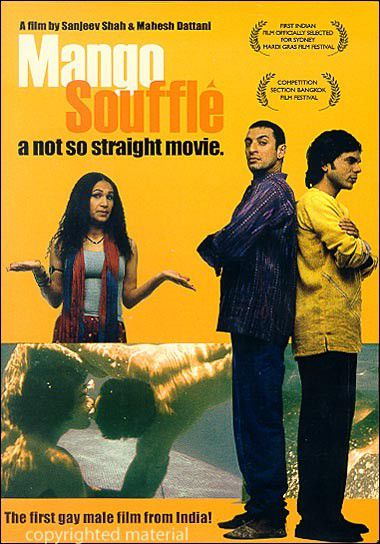 A film by Sanjeev Shah & Mahesh Dattani
Mango
Soufflé
a not so straight movie.
FIRST INDIAN
FILM OFFICIALLY SELECTED
FOR SYDNEY
MARDI GRAS FILM FESTIVAL
COMPETITION
SECTION BANGKOK
FILM FESTIVAL
The first gay male film from India!
copyrighted material